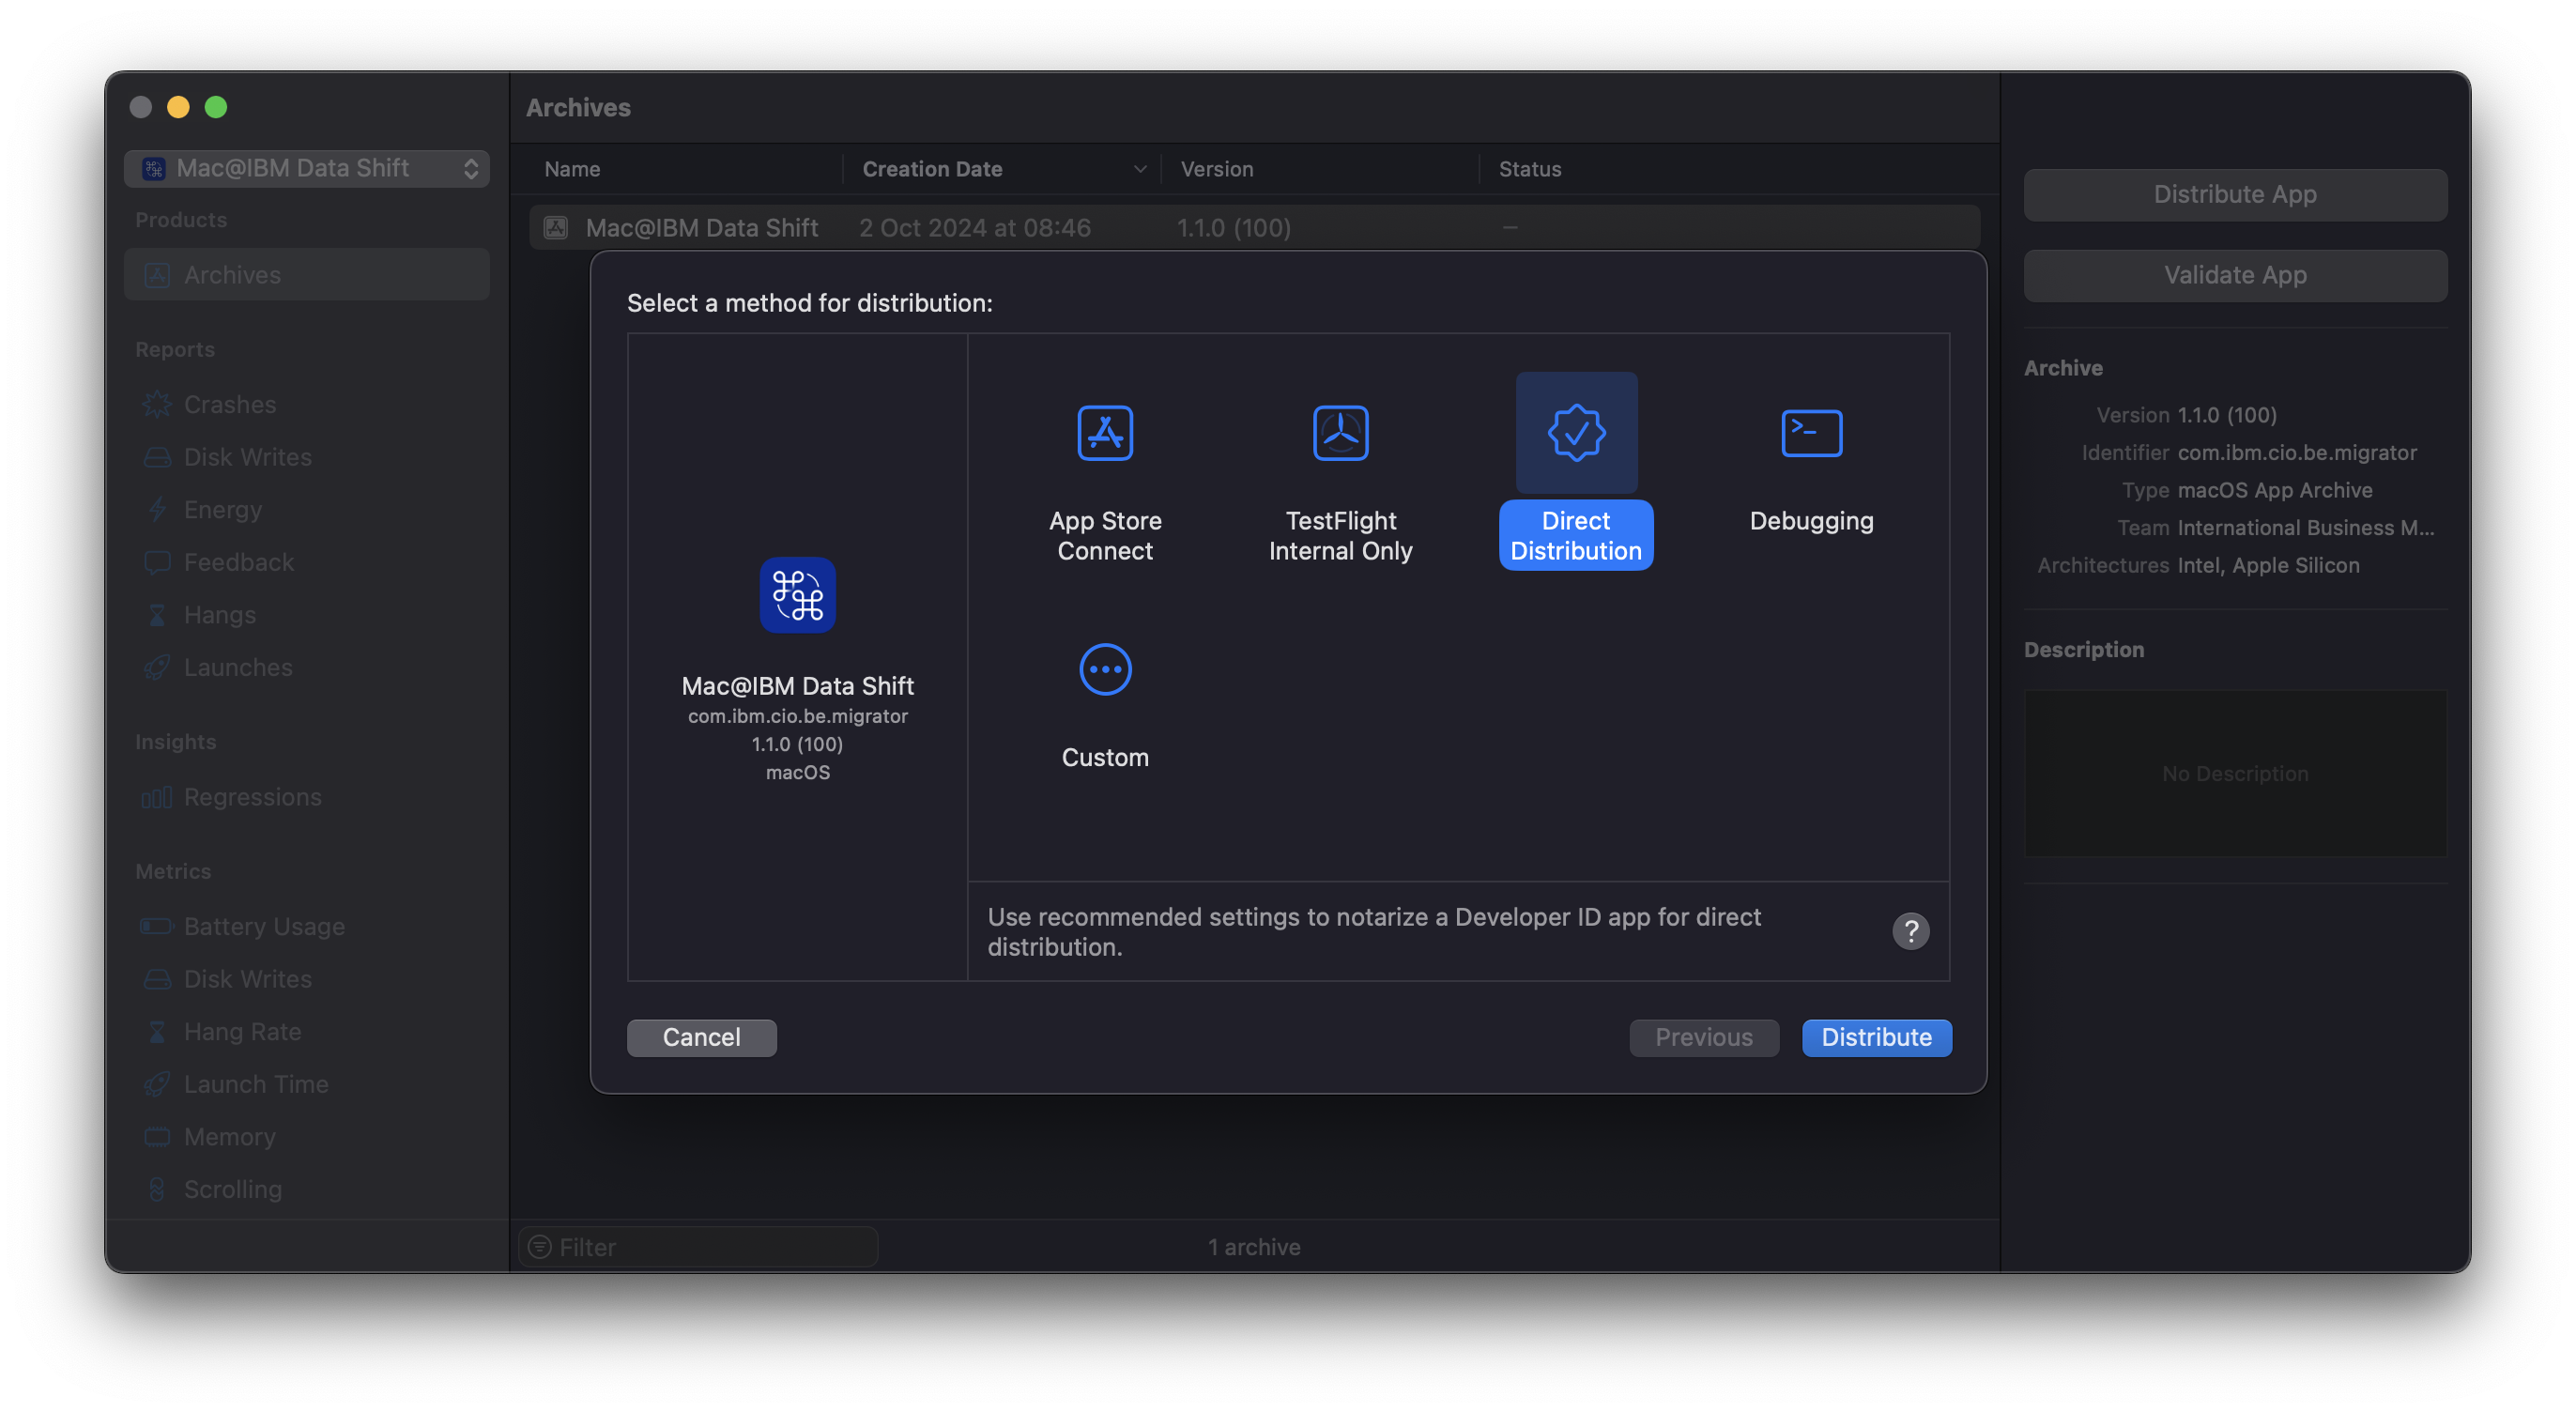 Mac@IBM Data Shift
Products
Archives
Reports
Crashes
Disk Writes
Energy
Feedback
Hangs
Launches
Insights
Regressions
Metrics
Battery Usage
Disk Writes
Hang Rate
Launch Time
Memory
Scrolling
Archives
Name Creation Date Version Status
Mac@IBM Data Shift 2 Oct 2024 at 08:46 1.1.0 (100) –
Select a method for distribution:
Mac@IBM Data Shift
com.ibm.cio.be.migrator
1.1.0 (100)
macOS
App Store
Connect
TestFlight
Internal Only
Direct
Distribution
Debugging
Custom
Use recommended settings to notarize a Developer ID app for direct
distribution.
?
Cancel Previous Distribute
Filter
1 archive
Distribute App
Validate App
Archive
Version 1.1.0 (100)
Identifier com.ibm.cio.be.migrator
Type macOS App Archive
Team International Business M...
Architectures Intel, Apple Silicon
Description
No Description